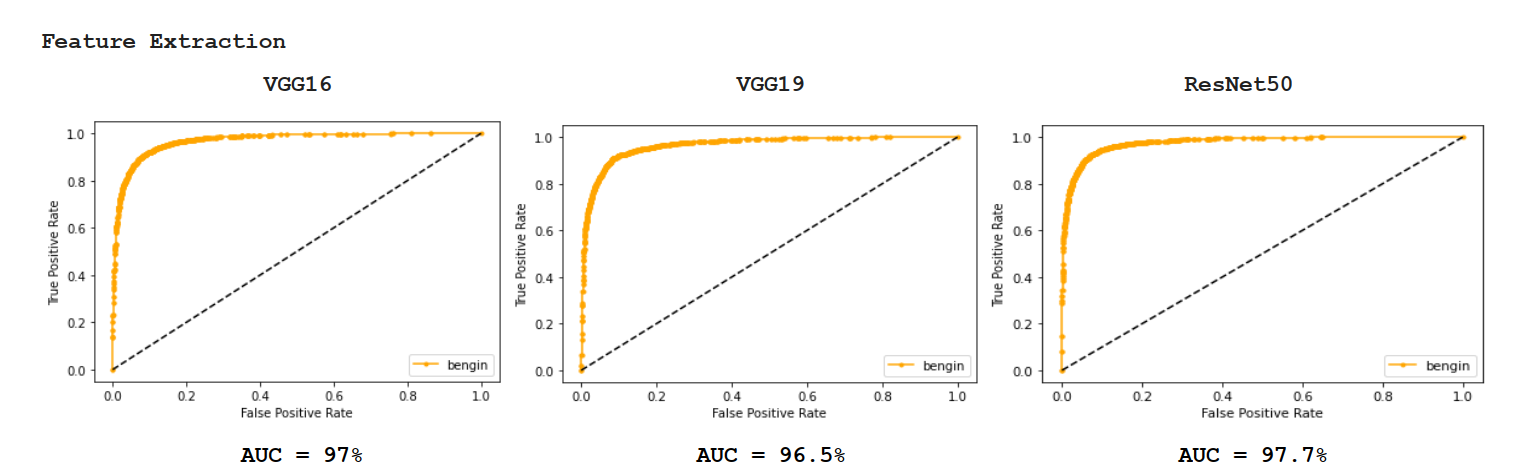 Feature Extraction
VGG16
VGG19
ResNet50
1.0
0.8
0.6
0.4
0.2
0.0
True Positive Rate
0.0 0.2 0.4 0.6 0.8 1.0
False Positive Rate
bengin
AUC = 97%
1.0
0.8
0.6
0.4
0.2
0.0
True Positive Rate
0.0 0.2 0.4 0.6 0.8 1.0
False Positive Rate
bengin
AUC = 96.5%
1.0
0.8
0.6
0.4
0.2
0.0
True Positive Rate
0.0 0.2 0.4 0.6 0.8 1.0
False Positive Rate
bengin
AUC = 97.7%